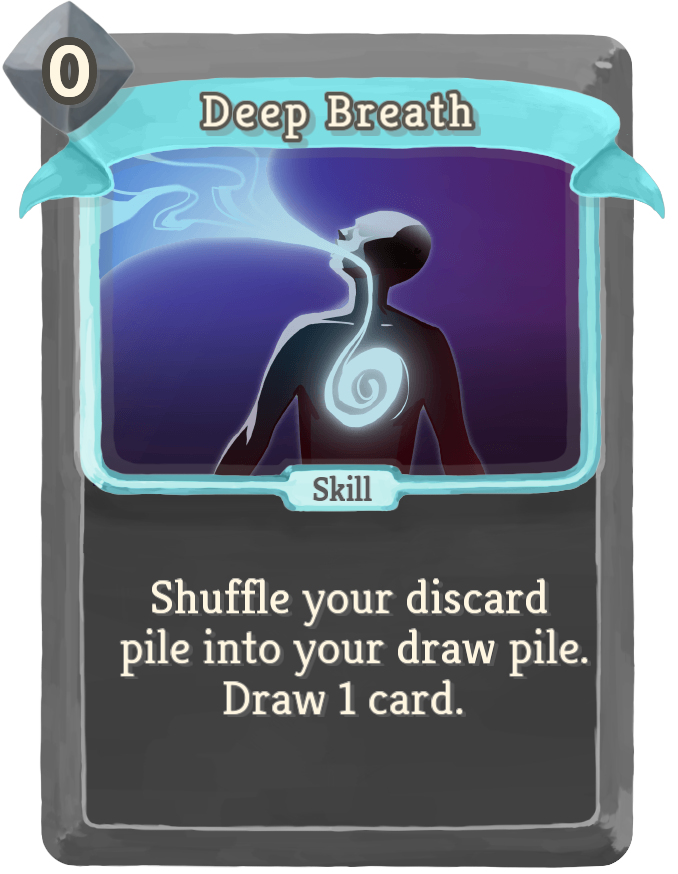 0
Deep Breath
Skill
Shuffle your discard
pile into your draw pile.
Draw 1 card.